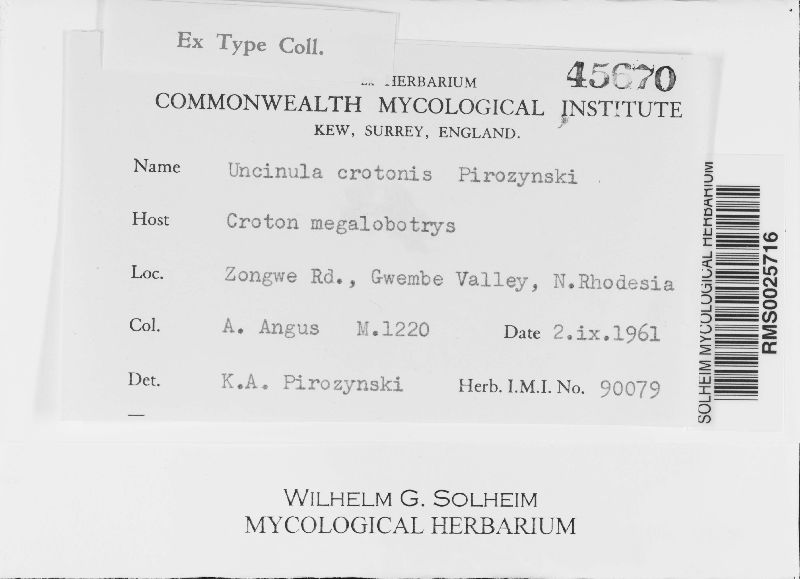 Ex Type Coll.
HERBARIUM 45670
COMMONWEALTH MYCOLOGICAL INSTITUTE
KEW, SURREY, ENGLAND.
Name Uncinula crotonis Pirozynski
Host Croton megalobotrys
Loc. Zongwe Rd., Gwembe Valley, N.Rhodesia
Col. A. Angus M.1220 Date 2.ix.1961
Det. K.A. Pirozynski Herb. I.M.I. No. 90079
SOLHEIM MYCOLOGICAL HERBARIUM
RMS0025716
WILHELM G. SOLHEIM
MYCOLOGICAL HERBARIUM